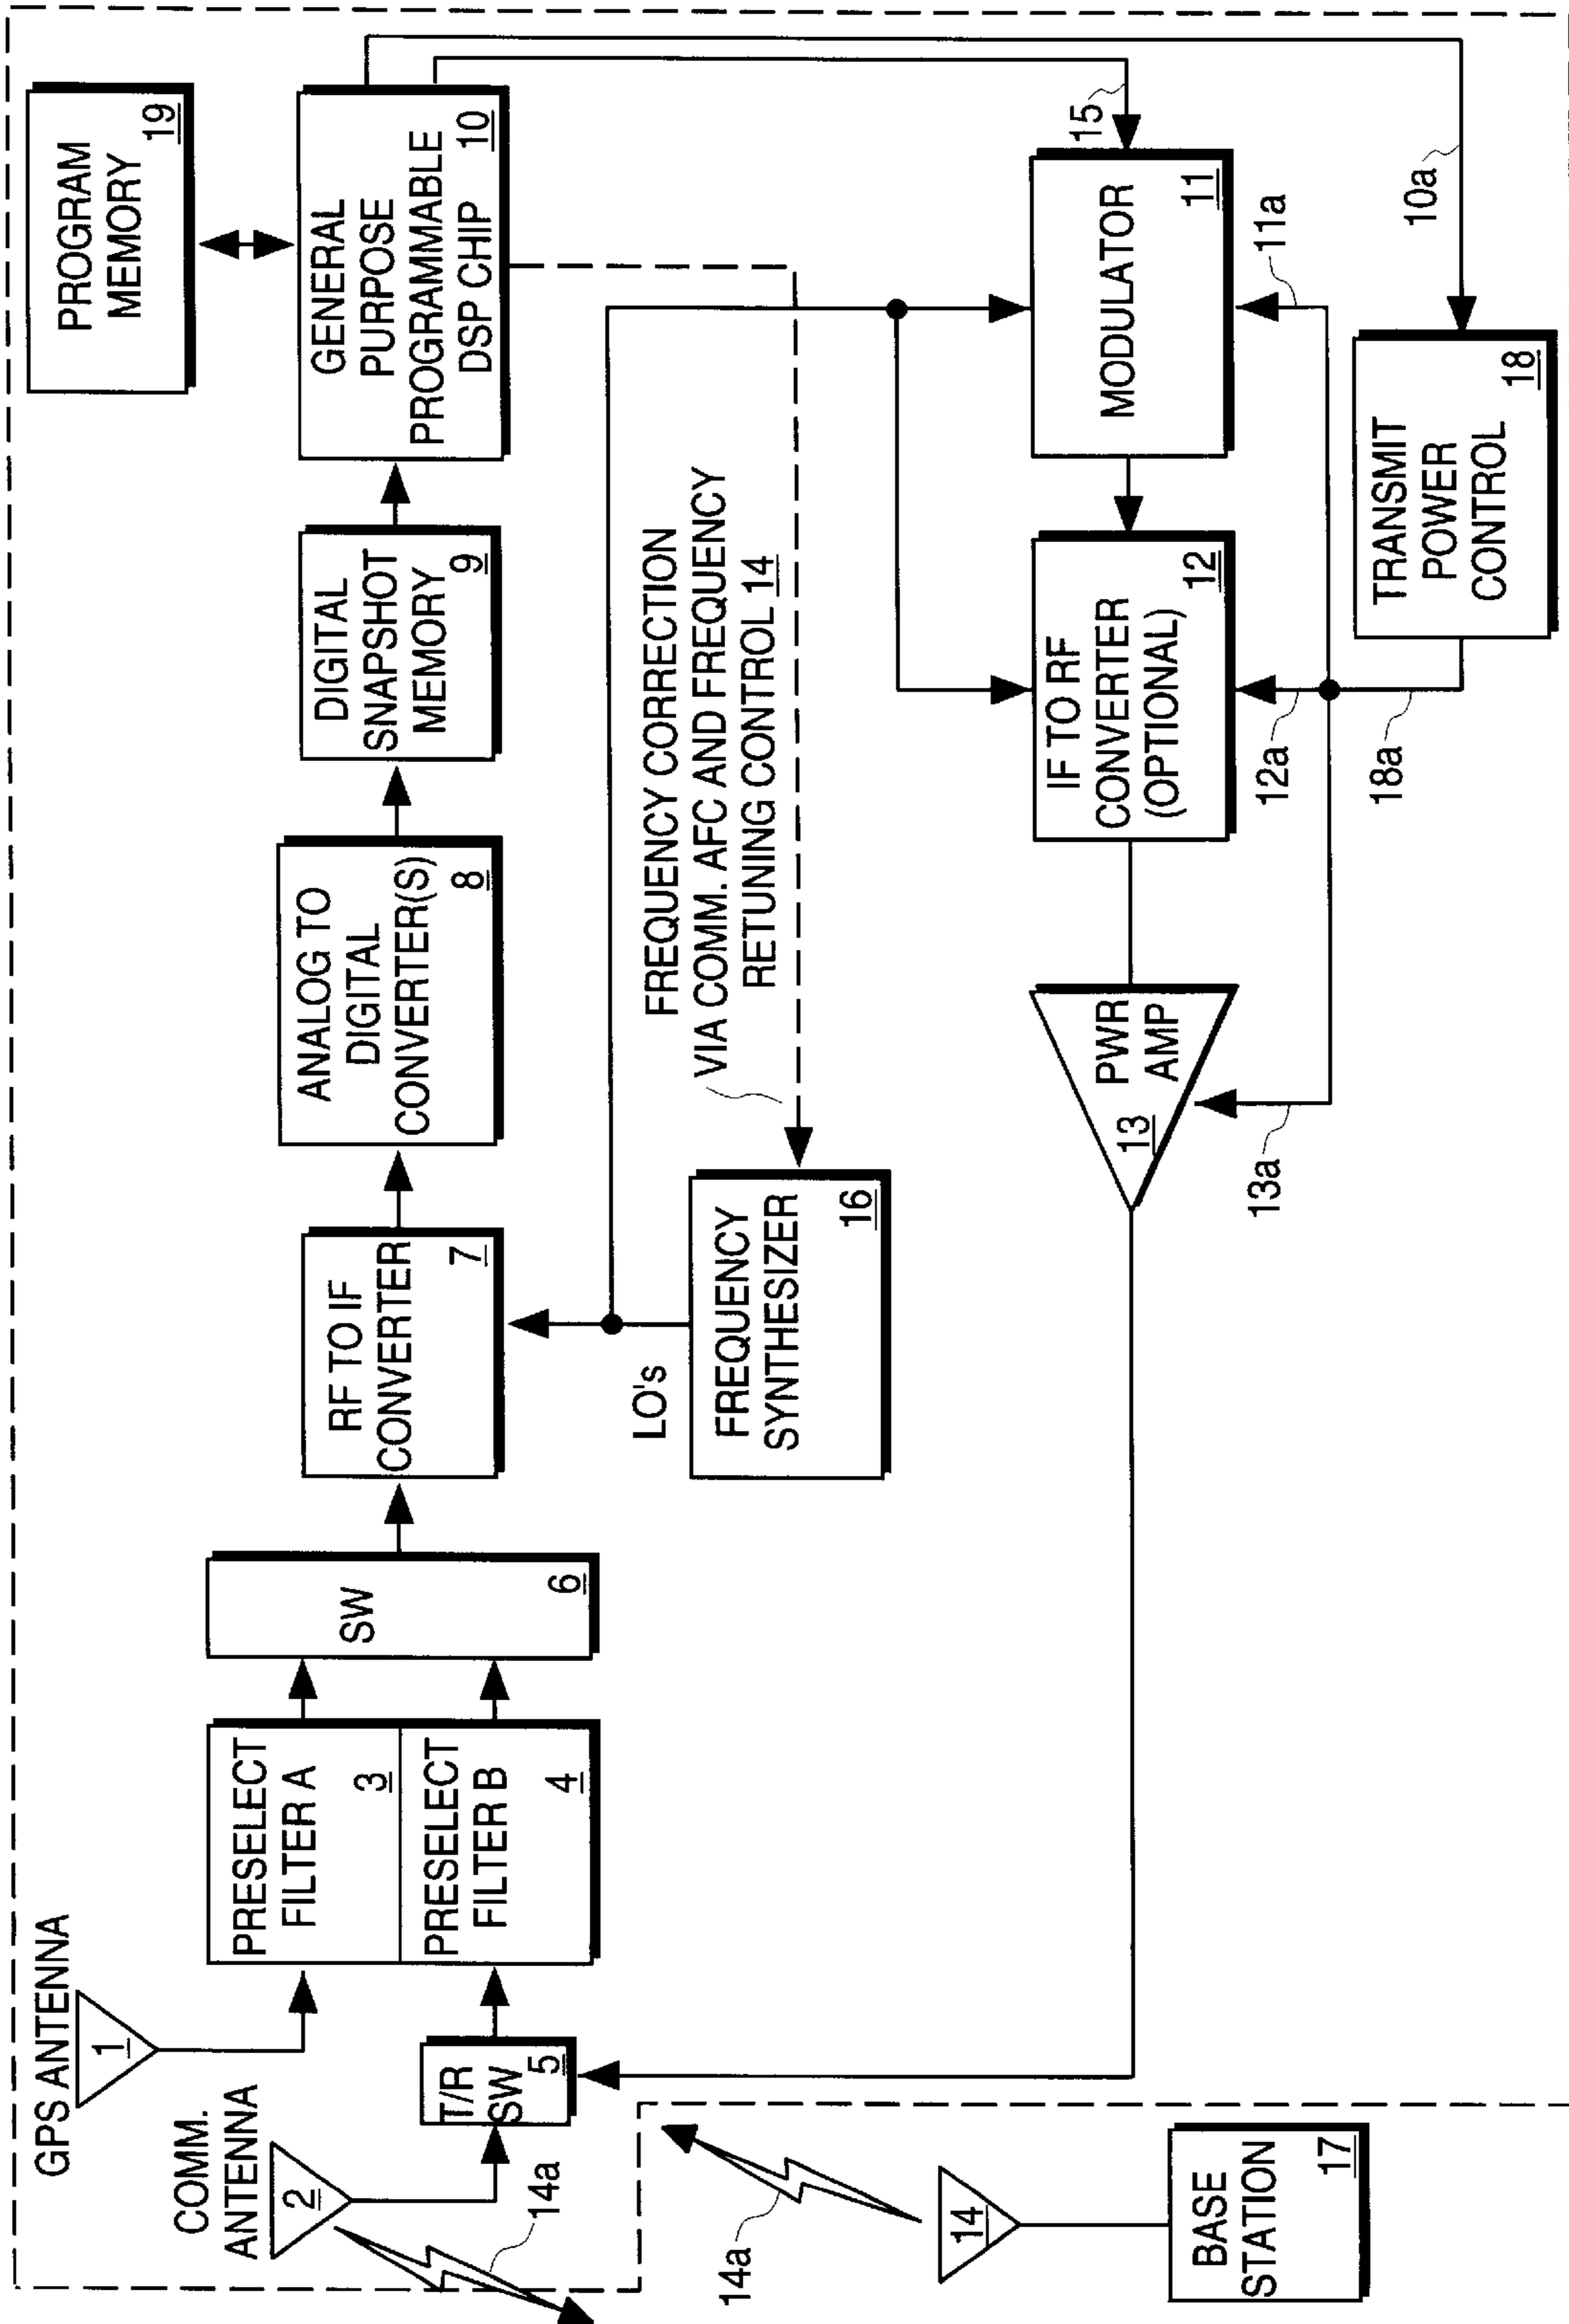 GPS ANTENNA
1
COMM.
ANTENNA
2
14a
T/R
SW
5
PRESELECT
FILTER A
3
PRESELECT
FILTER B
4
SW
6
RF TO IF
CONVERTER
7
ANALOG TO
DIGITAL
CONVERTER(S)
8
DIGITAL
SNAPSHOT
MEMORY
9
GENERAL
PURPOSE
PROGRAMMABLE
DSP CHIP
10
PROGRAM
MEMORY
19
LO's
FREQUENCY
SYNTHESIZER
16
FREQUENCY CORRECTION
VIA COMM. AFC AND FREQUENCY
RETUNING CONTROL 14
15
MODULATOR
11
11a
10a
IF TO RF
CONVERTER
(OPTIONAL)
12
12a
18a
TRANSMIT
POWER
CONTROL
18
PWR
AMP
13
13a
14a
14
BASE
STATION
17